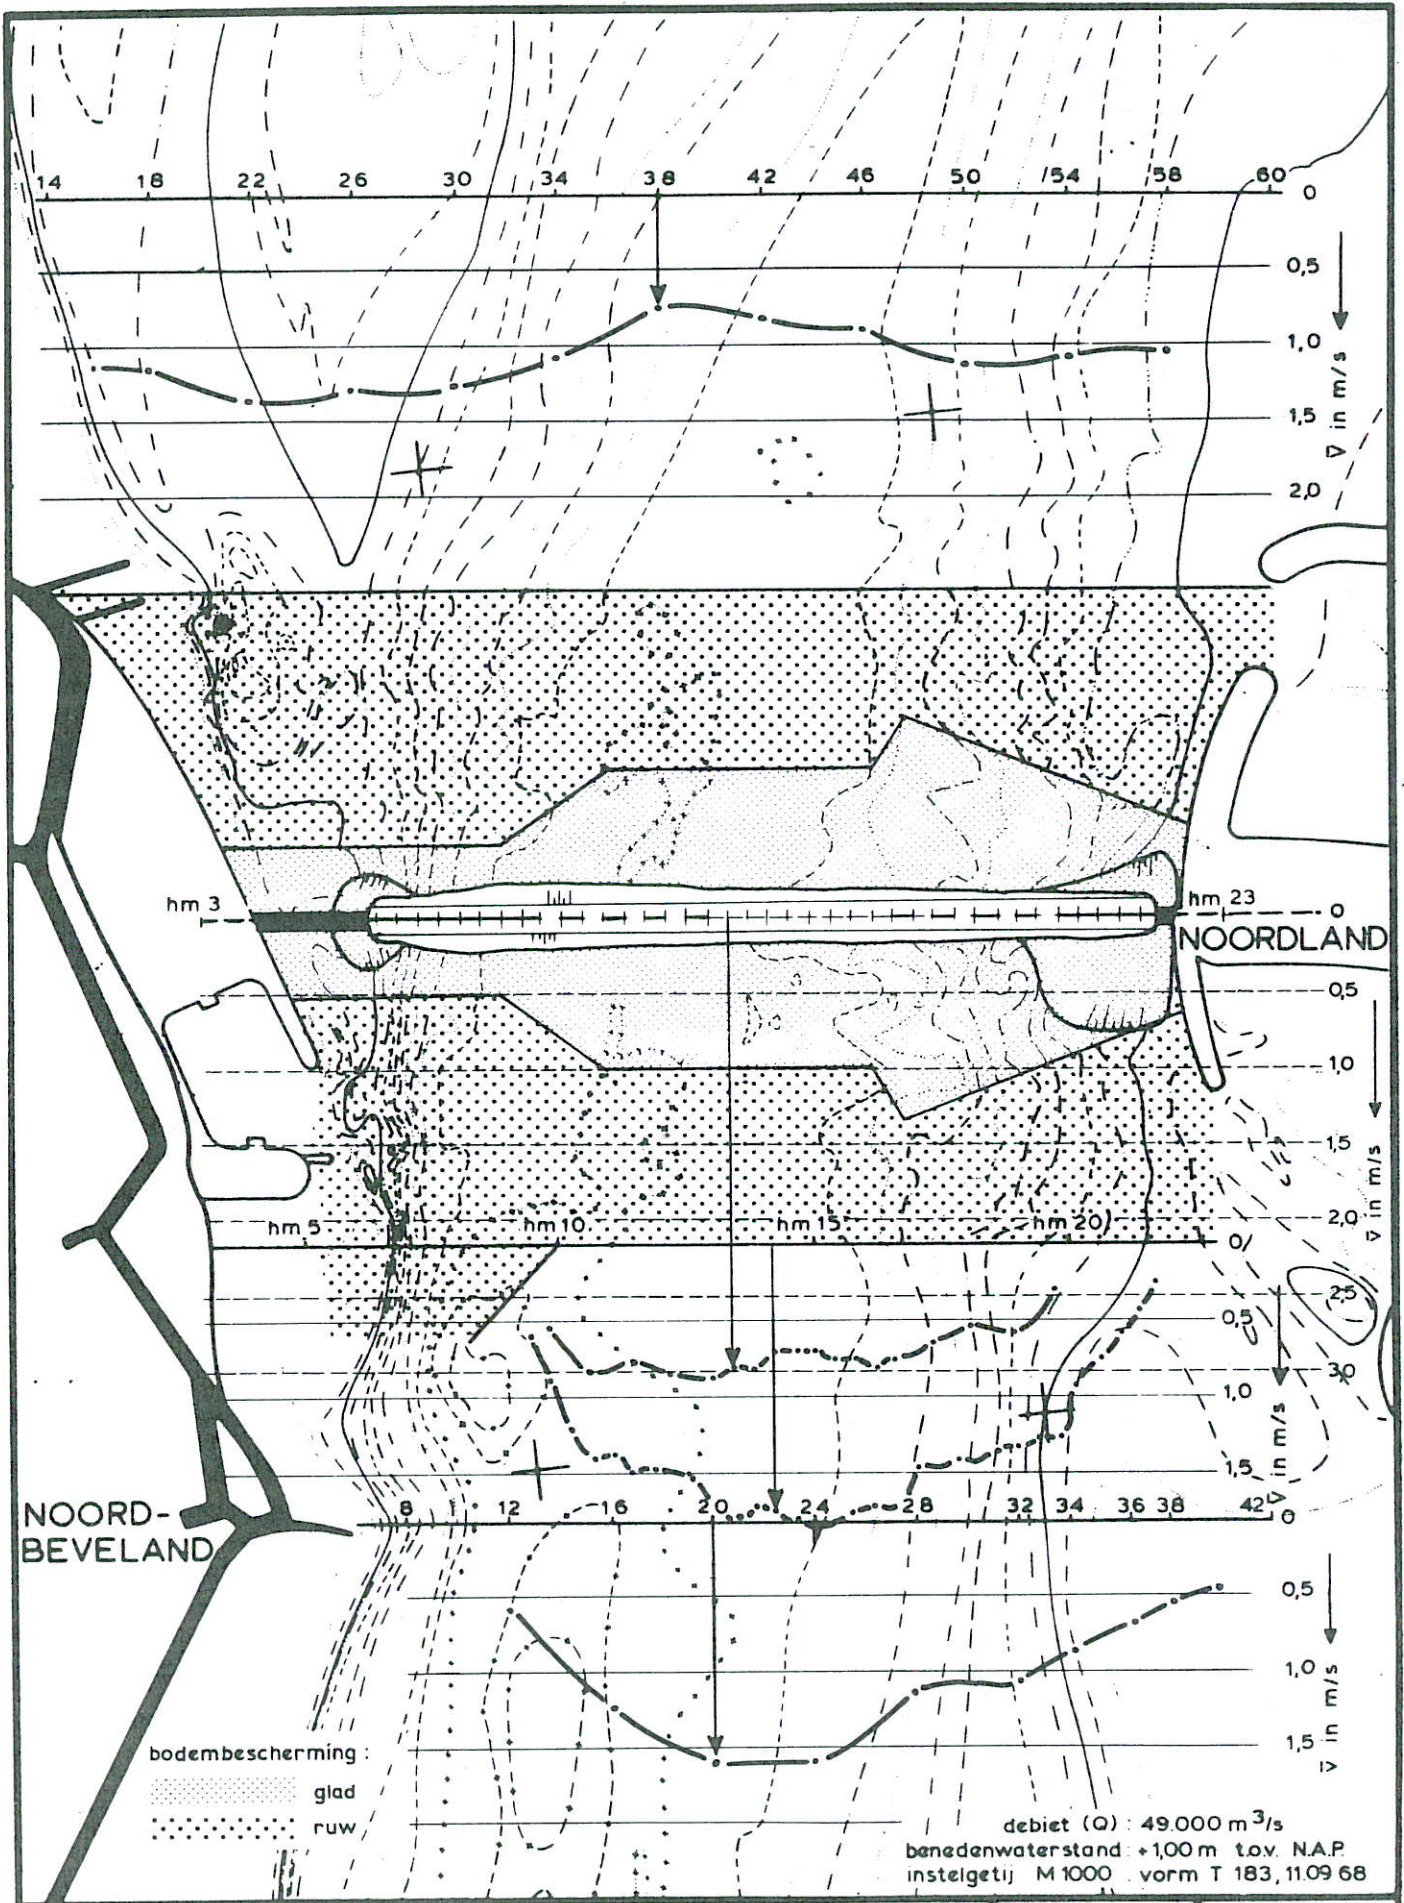 14 18 22 26 30 34 38 42 46 50 54 58 60
0
0,5
1,0
1,5
2,0
v̅ in m/s
hm 3
hm 23
0
NOORDLAND
0,5
1,0
1,5
2,0
v̅ in m/s
hm 5 hm 10 hm 15 hm 20
0
2,5
0,5
3,0
1,0
1,5
v̅ in m/s
8 12 16 20 24 28 32 34 36 38 42
0
NOORD-
BEVELAND
0,5
1,0
1,5
v̅ in m/s
bodembescherming :
glad
ruw
debiet (Q) : 49.000 m³/s
benedenwaterstand : +1,00 m t.o.v. N.A.P.
instelgetij M 1000 vorm T 183, 11.09 68